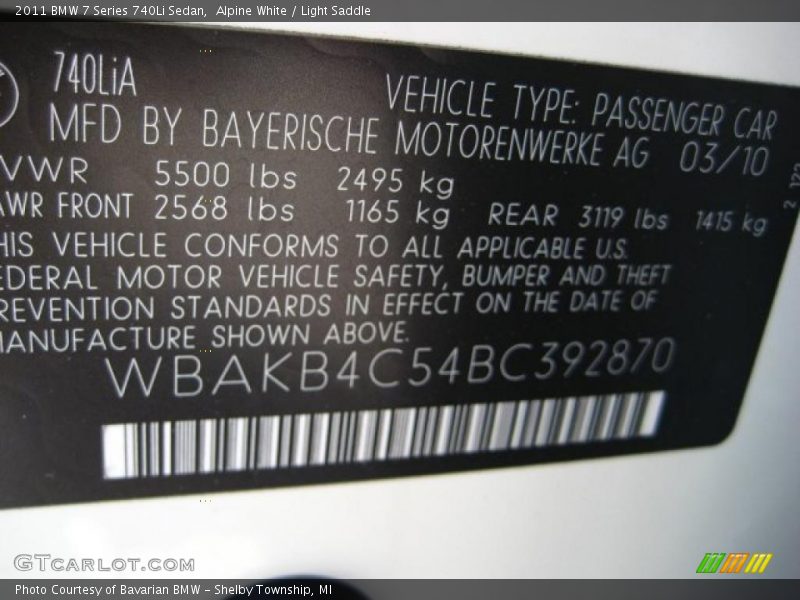 2011 BMW 7 Series 740Li Sedan, Alpine White / Light Saddle
740LiA
VEHICLE TYPE: PASSENGER CAR
MFD BY BAYERISCHE MOTORENWERKE AG 03/10
VWR 5500 lbs 2495 kg
AWR FRONT 2568 lbs 1165 kg REAR 3119 lbs 1415 kg
HIS VEHICLE CONFORMS TO ALL APPLICABLE U.S.
EDERAL MOTOR VEHICLE SAFETY, BUMPER AND THEFT
REVENTION STANDARDS IN EFFECT ON THE DATE OF
MANUFACTURE SHOWN ABOVE.
WBAKB4C54BC392870
GTCARLOT.COM
Photo Courtesy of Bavarian BMW - Shelby Township, MI